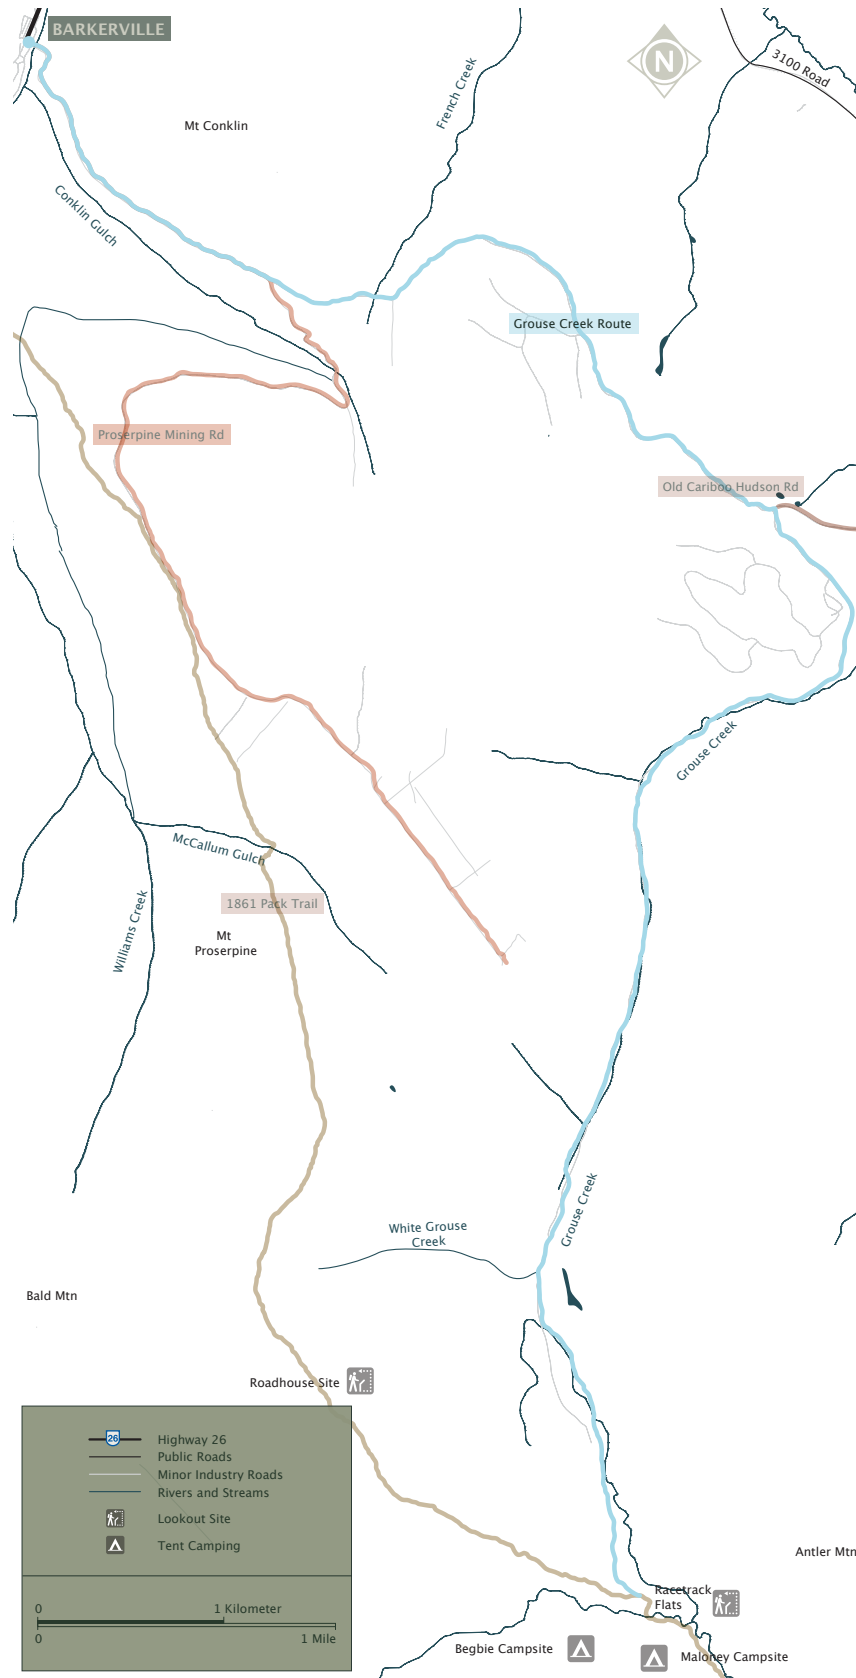 BARKERVILLE
N
3100 Road
French Creek
Mt Conklin
Conklin Gulch
Grouse Creek Route
Proserpine Mining Rd
Old Cariboo Hudson Rd
Grouse Creek
McCallum Gulch
1861 Pack Trail
Williams Creek
Mt
Proserpine
Grouse Creek
White Grouse
Creek
Bald Mtn
Roadhouse Site
26
Highway 26
Public Roads
Minor Industry Roads
Rivers and Streams
Lookout Site
Tent Camping
0
1 Kilometer
0
1 Mile
Antler Mtn
Racetrack
Flats
Begbie Campsite
Maloney Campsite